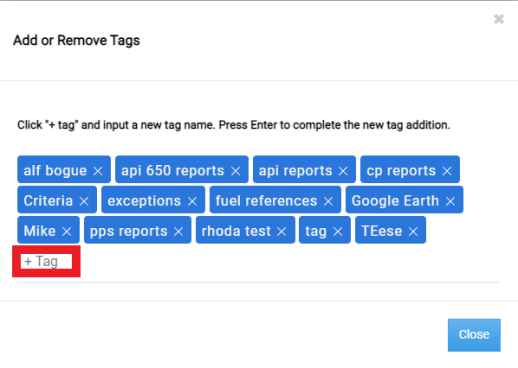 ×
Add or Remove Tags
Click "+ tag" and input a new tag name. Press Enter to complete the new tag addition.
alf bogue × api 650 reports × api reports × cp reports ×
Criteria × exceptions × fuel references × Google Earth ×
Mike × pps reports × rhoda test × tag × TEese ×
+ Tag
Close